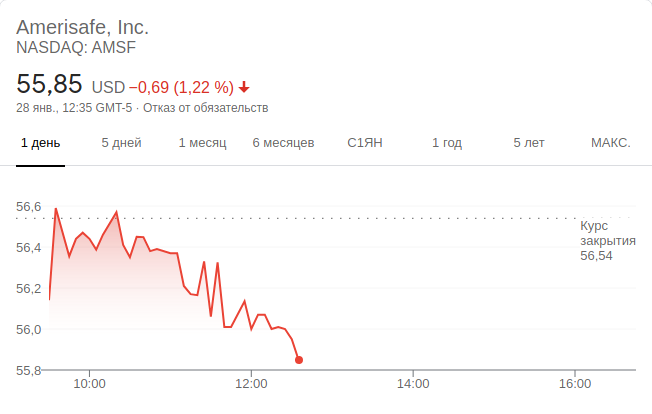 Amerisafe, Inc.
NASDAQ: AMSF
55,85 USD −0,69 (1,22 %)
28 янв., 12:35 GMT-5 · Отказ от обязательств
1 день 5 дней 1 месяц 6 месяцев С1ЯН 1 год 5 лет МАКС.
56,6
Курс
закрытия
56,54
56,4
56,2
56,0
55,8
10:00 12:00 14:00 16:00